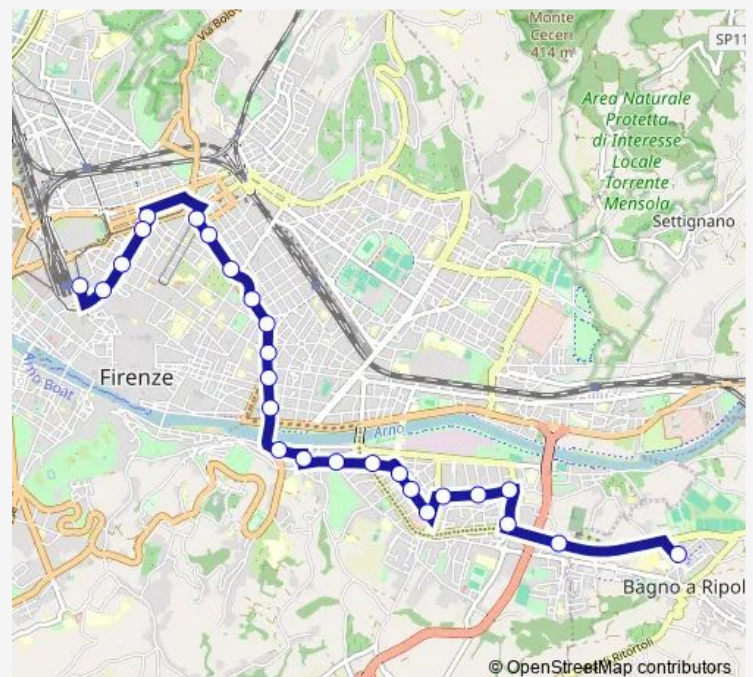 Via Bolo
Monte
Ceceri
414 m
SP11
Area Naturale
Protetta
di Interesse
Locale
Torrente
Mensola
Settignano
Firenze
Arno Boat
Arno
Bagno a Ripol
Ritortoli
© OpenStreetMap contributors